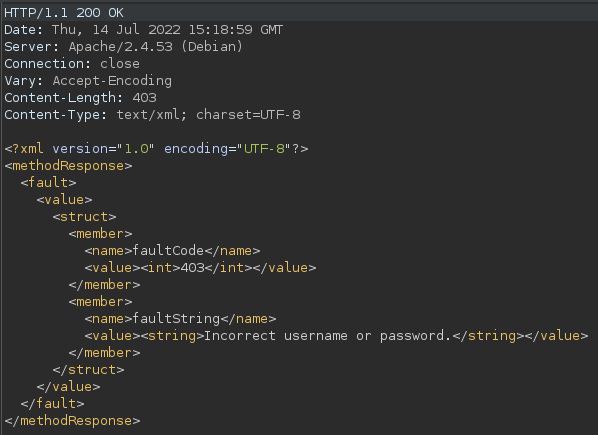 HTTP/1.1 200 OK
Date: Thu, 14 Jul 2022 15:18:59 GMT
Server: Apache/2.4.53 (Debian)
Connection: close
Vary: Accept-Encoding
Content-Length: 403
Content-Type: text/xml; charset=UTF-8

<?xml version="1.0" encoding="UTF-8"?>
<methodResponse>
  <fault>
    <value>
      <struct>
        <member>
          <name>faultCode</name>
          <value><int>403</int></value>
        </member>
        <member>
          <name>faultString</name>
          <value><string>Incorrect username or password.</string></value>
        </member>
      </struct>
    </value>
  </fault>
</methodResponse>